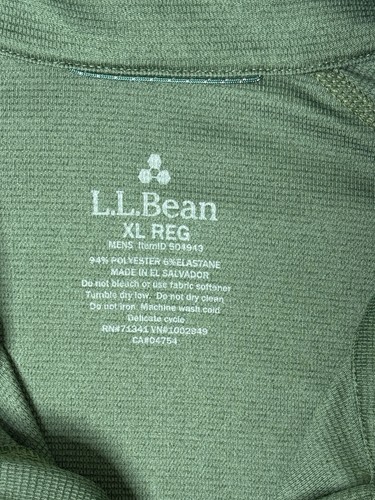 L.L.Bean
XL REG
MENS ItemID 504943
94% POLYESTER 6%ELASTANE
MADE IN EL SALVADOR
Do not bleach or use fabric softener
Tumble dry low. Do not dry clean
Do not iron. Machine wash cold
Delicate cycle
RN#71341 VN#1002849
CA#04754